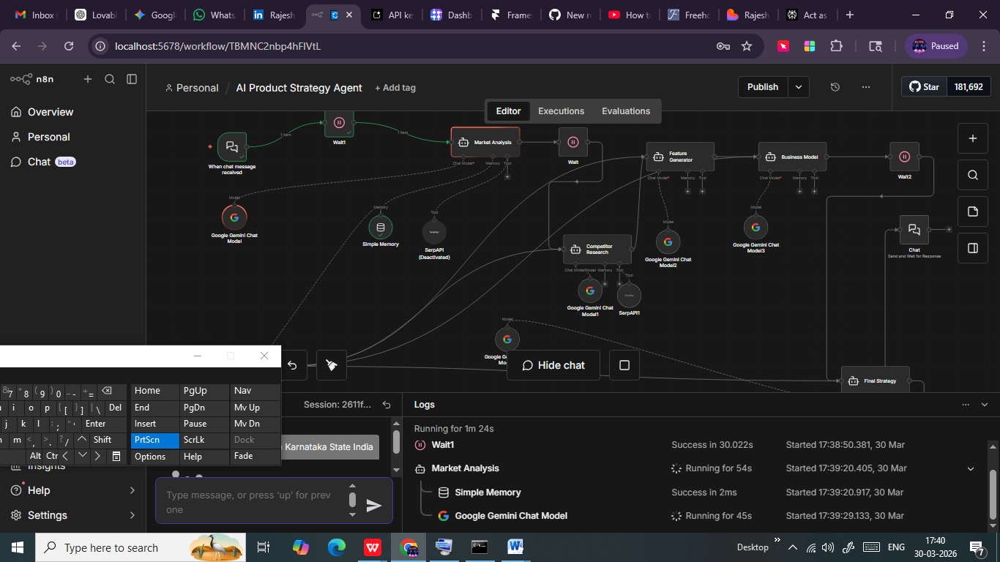 Inbox
Lovabl
Googl
Whats
Rajesh
API ke
Dashb
Frame
New r
How t
Freeh
Rajesh
Act as
localhost:5678/workflow/TBMNC2nbp4hFIVtL
Paused
n8n
Overview
Personal
Chat beta
Insights
Help
Settings
Personal / AI Product Strategy Agent + Add tag
Publish
Star 181,692
Editor Executions Evaluations
When chat message
received
1 item
Wait1
1 item
Market Analysis
Chat Model* Memory Tool
Wait
Feature
Generator
Chat Model* Memory Tool
Business Model
Chat Model* Memory Tool
Wait2
Model
Google Gemini Chat
Model
Memory
Simple Memory
Tool
SerpAPI
(Deactivated)
Competitor
Research
Memory Tool
Model
Google Gemini Chat
Model1
Tool
SerpAPI1
Model
Google Gemini Chat
Model2
Model
Google Gemini Chat
Model3
Chat
Send and Wait for Response
Model
Google
Final Strategy
Hide chat
Session: 2611f...
Karnataka State India
Type message, or press 'up' for prev
one
Logs
Running for 1m 24s
Wait1 Success in 30.022s Started 17:38:50.381, 30 Mar
Market Analysis Running for 54s Started 17:39:20.405, 30 Mar
Simple Memory Success in 2ms Started 17:39:20.917, 30 Mar
Google Gemini Chat Model Running for 45s Started 17:39:29.133, 30 Mar
& 7 * 8 ( 9 ) 0 _ - + = Home PgUp Nav
i o p { [ } ] | \ Del End PgDn Mv Up
j k l : ; " ' Enter Insert Pause Mv Dn
m < , > . ? / Shift PrtScn ScrLk Dock
Alt Ctr Options Help Fade
Type here to search
Desktop
ENG
17:40
30-03-2026
7